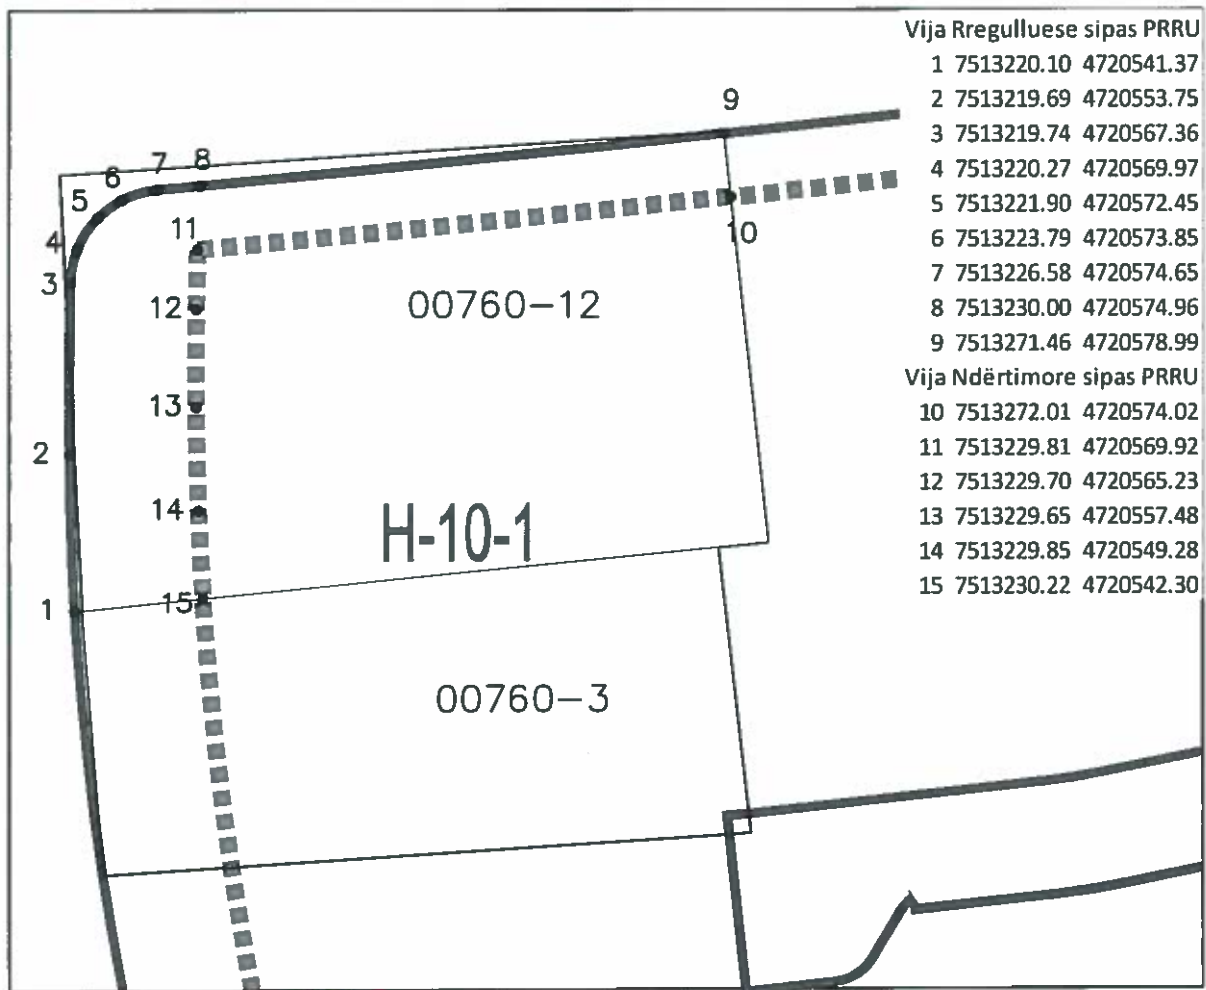 Vija Rregulluese sipas PRRU
1 7513220.10 4720541.37
2 7513219.69 4720553.75
3 7513219.74 4720567.36
4 7513220.27 4720569.97
5 7513221.90 4720572.45
6 7513223.79 4720573.85
7 7513226.58 4720574.65
8 7513230.00 4720574.96
9 7513271.46 4720578.99
Vija Ndërtimore sipas PRRU
10 7513272.01 4720574.02
11 7513229.81 4720569.92
12 7513229.70 4720565.23
13 7513229.65 4720557.48
14 7513229.85 4720549.28
15 7513230.22 4720542.30
9
8
7
6
5
11
4
10
3
12
00760-12
13
2
14
H-10-1
15
1
00760-3